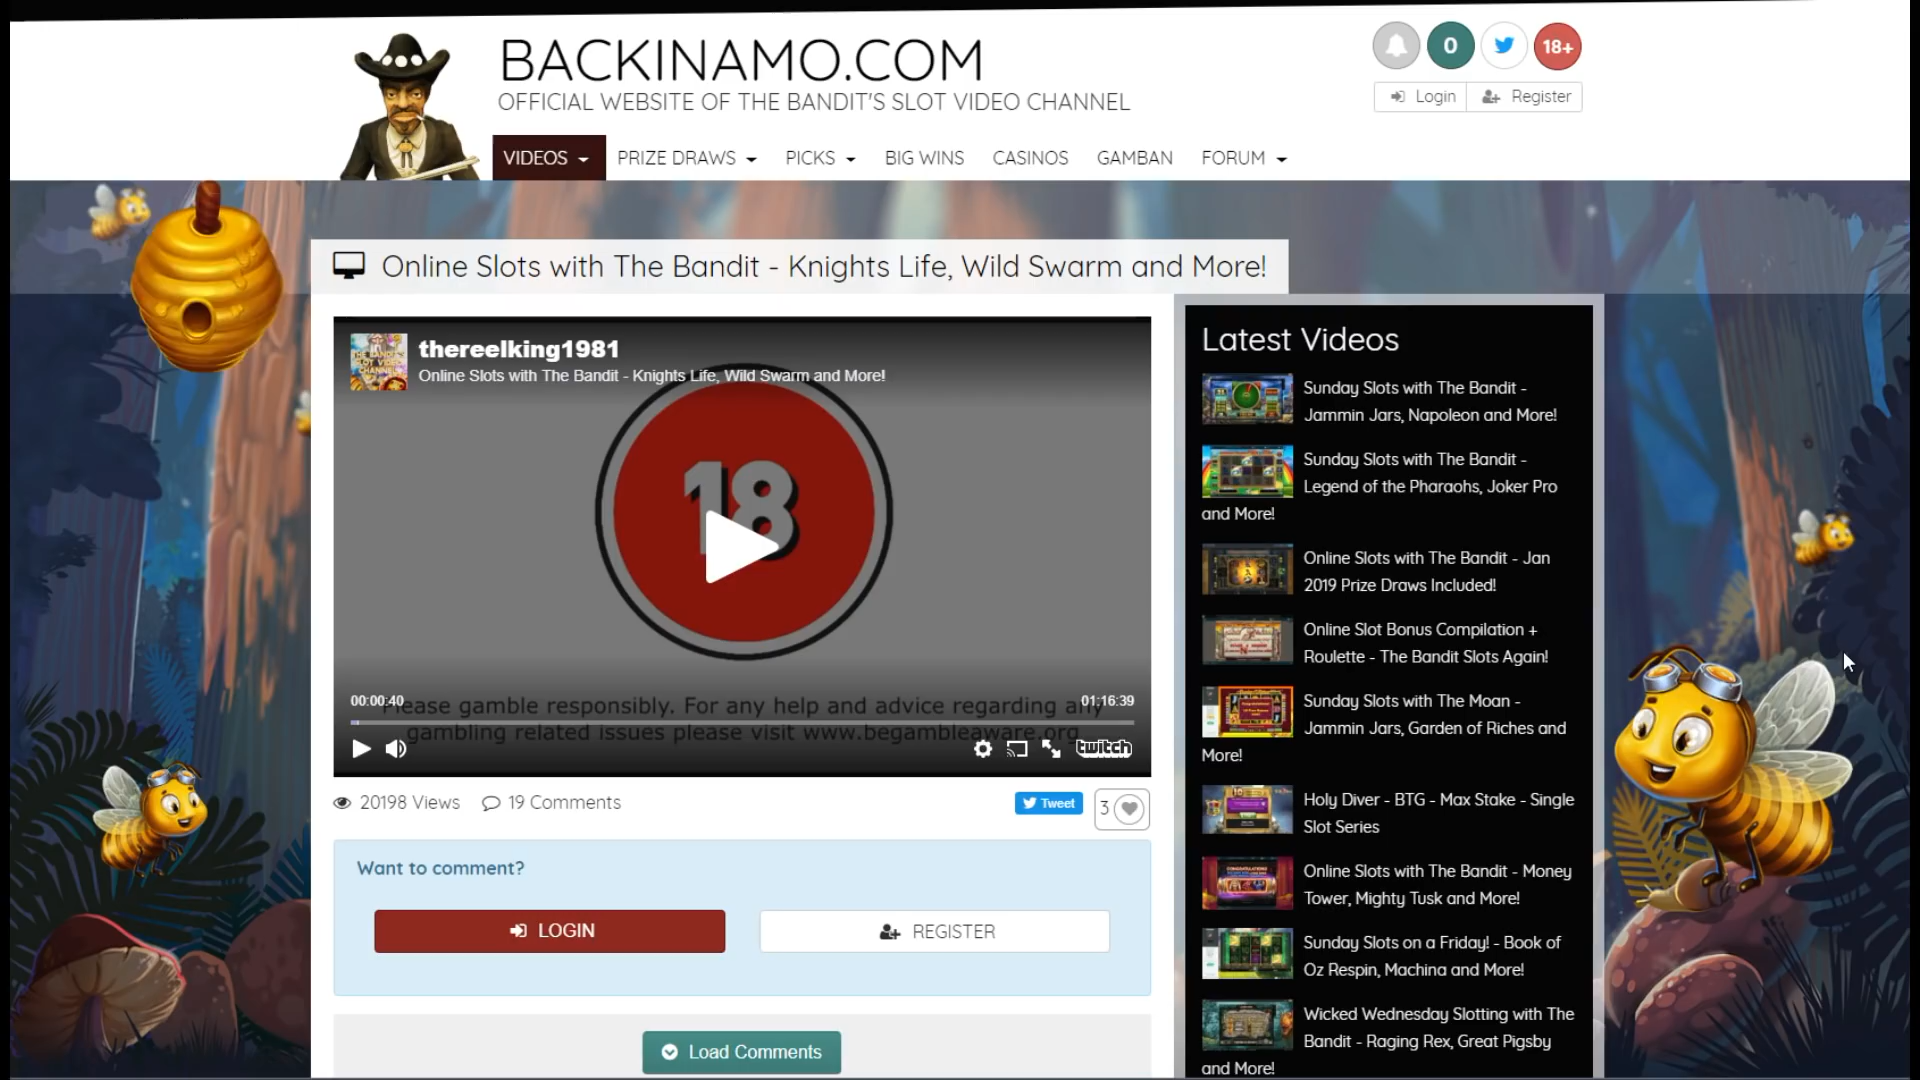 BACKINAMO.COM
OFFICIAL WEBSITE OF THE BANDIT'S SLOT VIDEO CHANNEL
0
18+
Login
Register
VIDEOS
PRIZE DRAWS
PICKS
BIG WINS
CASINOS
GAMBAN
FORUM
Online Slots with The Bandit - Knights Life, Wild Swarm and More!
thereelking1981
Online Slots with The Bandit - Knights Life, Wild Swarm and More!
18
00:00:40
01:16:39
Please gamble responsibly. For any help and advice regarding any
gambling related issues please visit www.begambleaware.org
twitch
20198 Views
19 Comments
Tweet
3
Want to comment?
LOGIN
REGISTER
Load Comments
Latest Videos
Sunday Slots with The Bandit -
Jammin Jars, Napoleon and More!
Sunday Slots with The Bandit -
Legend of the Pharaohs, Joker Pro
and More!
Online Slots with The Bandit - Jan
2019 Prize Draws Included!
Online Slot Bonus Compilation +
Roulette - The Bandit Slots Again!
Sunday Slots with The Moan -
Jammin Jars, Garden of Riches and
More!
Holy Diver - BTG - Max Stake - Single
Slot Series
Online Slots with The Bandit - Money
Tower, Mighty Tusk and More!
Sunday Slots on a Friday! - Book of
Oz Respin, Machina and More!
Wicked Wednesday Slotting with The
Bandit - Raging Rex, Great Pigsby
and More!